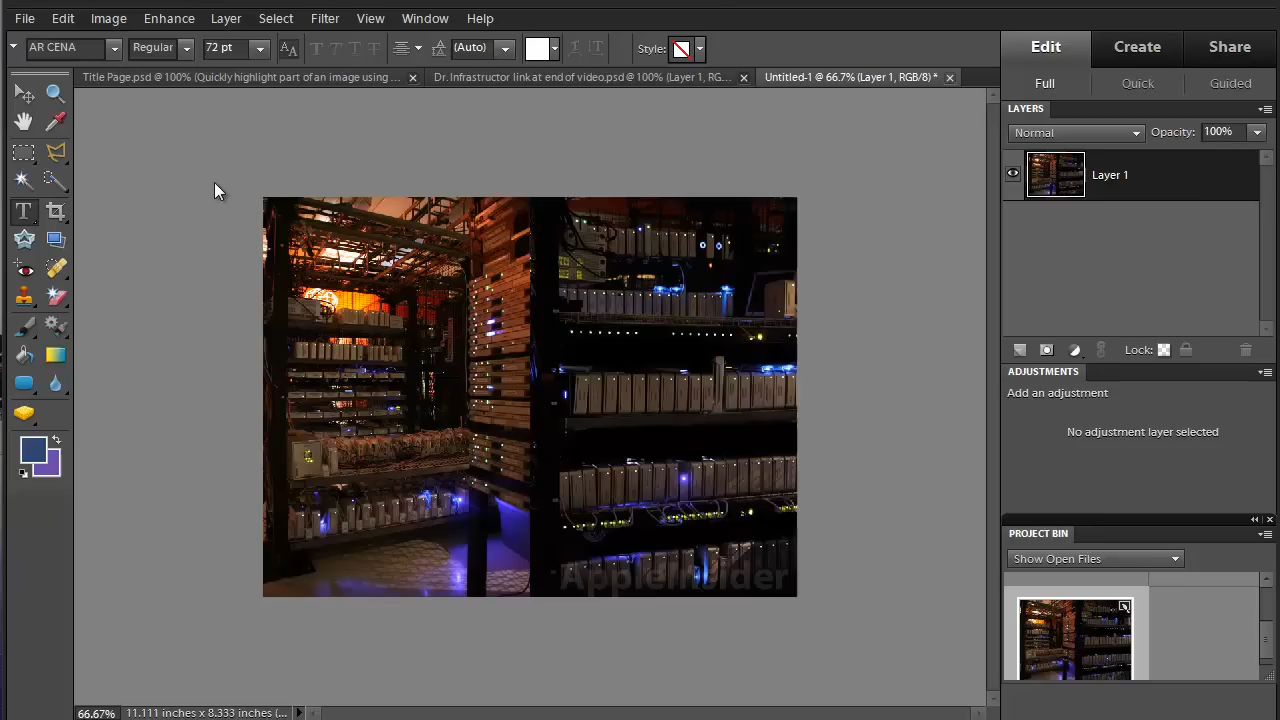 File Edit Image Enhance Layer Select Filter View Window Help
AR CENA Regular 72 pt (Auto) Style:
Edit Create Share
Title Page.psd @ 100% (Quickly highlight part of an image using ... Dr. Infrastructor link at end of video.psd @ 100% (Layer 1, RG... Untitled-1 @ 66.7% (Layer 1, RGB/8) *
Full Quick Guided
LAYERS
Normal Opacity: 100%
Layer 1
Lock:
ADJUSTMENTS
Add an adjustment
No adjustment layer selected
PROJECT BIN
Show Open Files
AppleInsider
66.67% 11.111 inches x 8.333 inches (...